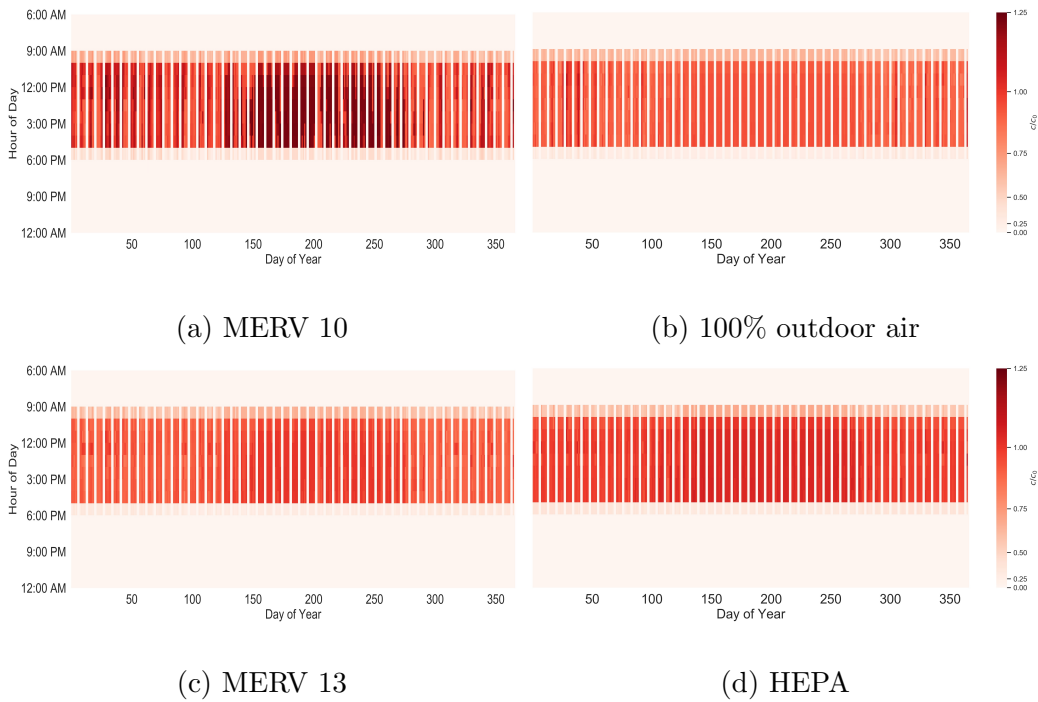 6:00 AM
9:00 AM
12:00 PM
3:00 PM
6:00 PM
9:00 PM
12:00 AM
Hour of Day
50 100 150 200 250 300 350
Day of Year
50 100 150 200 250 300 350
Day of Year
1.25
1.00
0.75
0.50
0.25
0.00
c/c₀
(a) MERV 10
(b) 100% outdoor air
6:00 AM
9:00 AM
12:00 PM
3:00 PM
6:00 PM
9:00 PM
12:00 AM
Hour of Day
50 100 150 200 250 300 350
Day of Year
50 100 150 200 250 300 350
Day of Year
1.25
1.00
0.75
0.50
0.25
0.00
c/c₀
(c) MERV 13
(d) HEPA